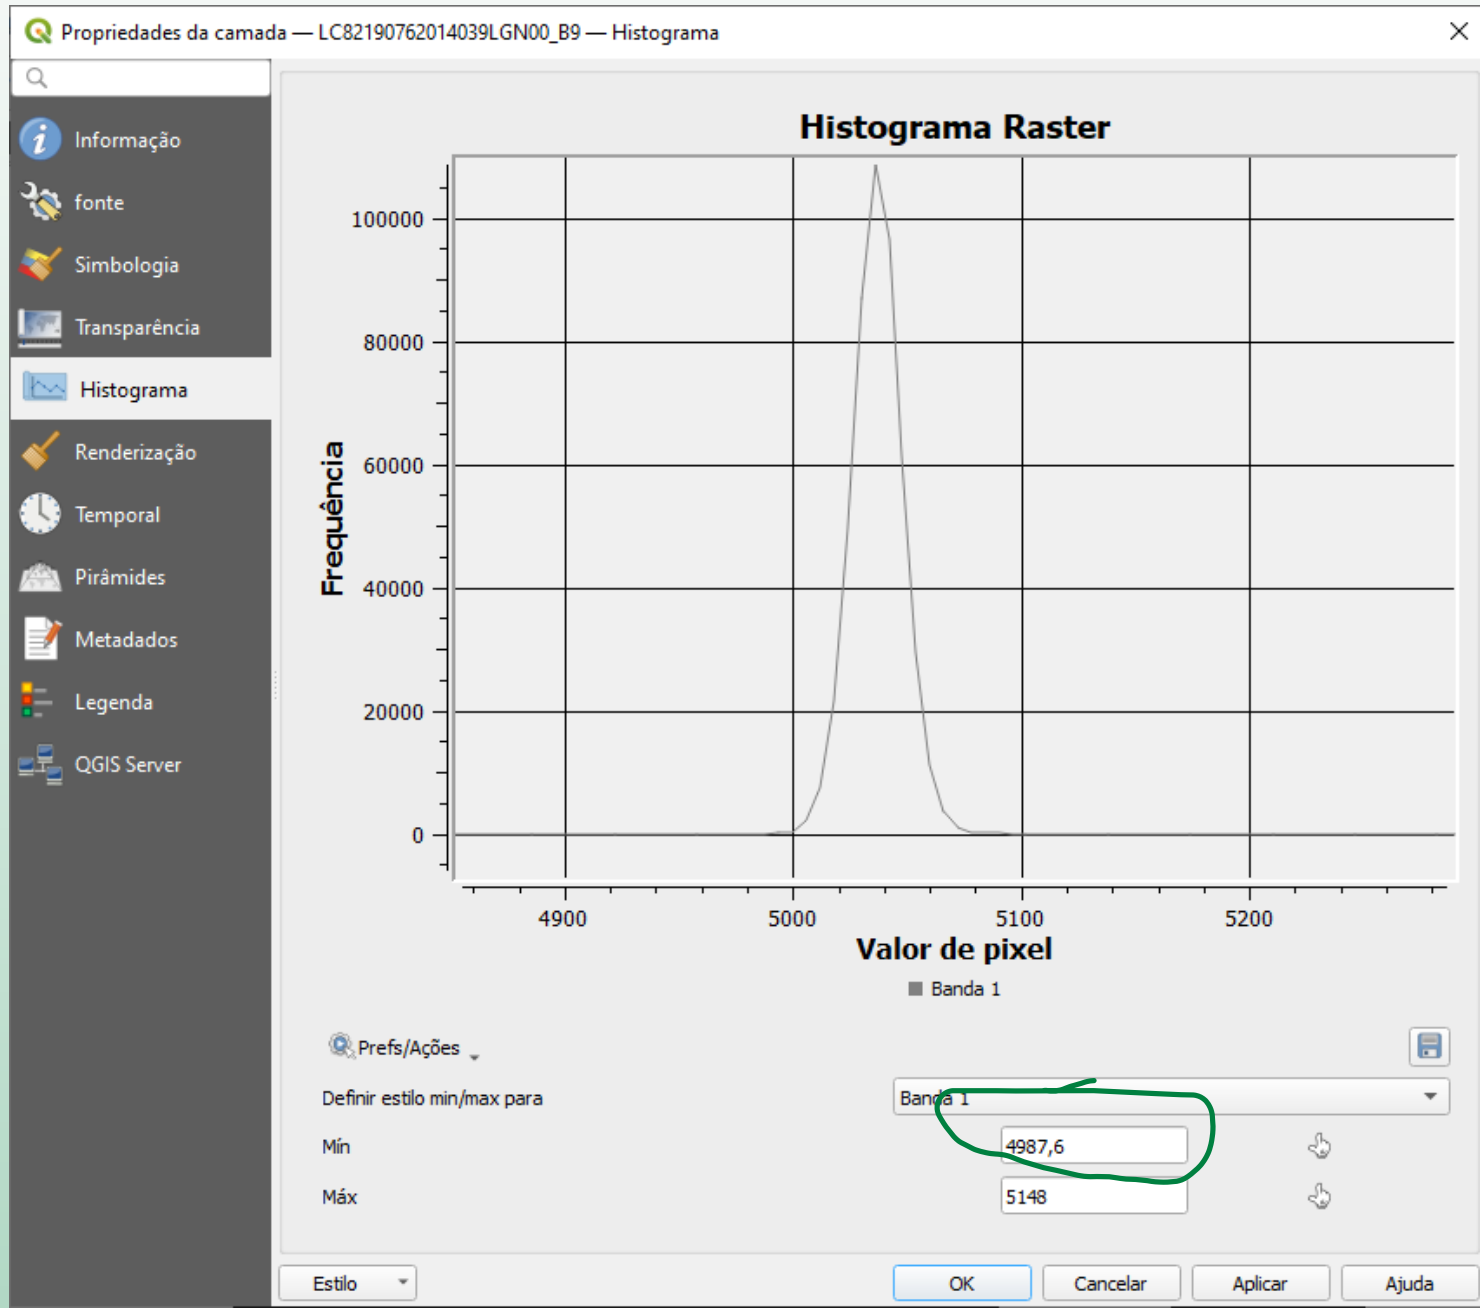 Propriedades da camada — LC82190762014039LGN00_B9 — Histograma
Informação
fonte
Simbologia
Transparência
Histograma
Renderização
Temporal
Pirâmides
Metadados
Legenda
QGIS Server
Histograma Raster
Frequência
100000
80000
60000
40000
20000
0
4900 5000 5100 5200
Valor de pixel
Banda 1
Prefs/Ações
Definir estilo min/max para Banda 1
Mín 4987,6
Máx 5148
Estilo OK Cancelar Aplicar Ajuda